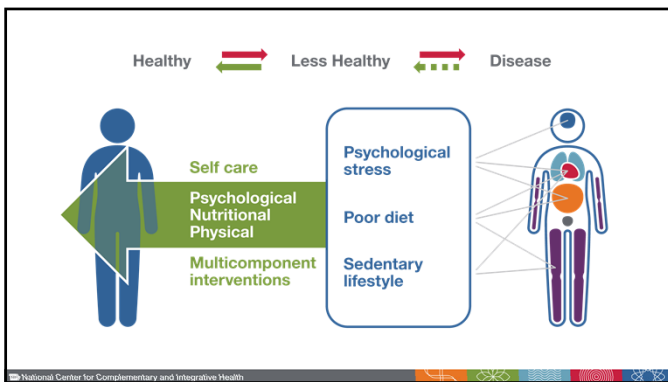 Healthy Less Healthy Disease
Self care
Psychological
Nutritional
Physical
Multicomponent
interventions
Psychological
stress
Poor diet
Sedentary
lifestyle
NIH National Center for Complementary and Integrative Health